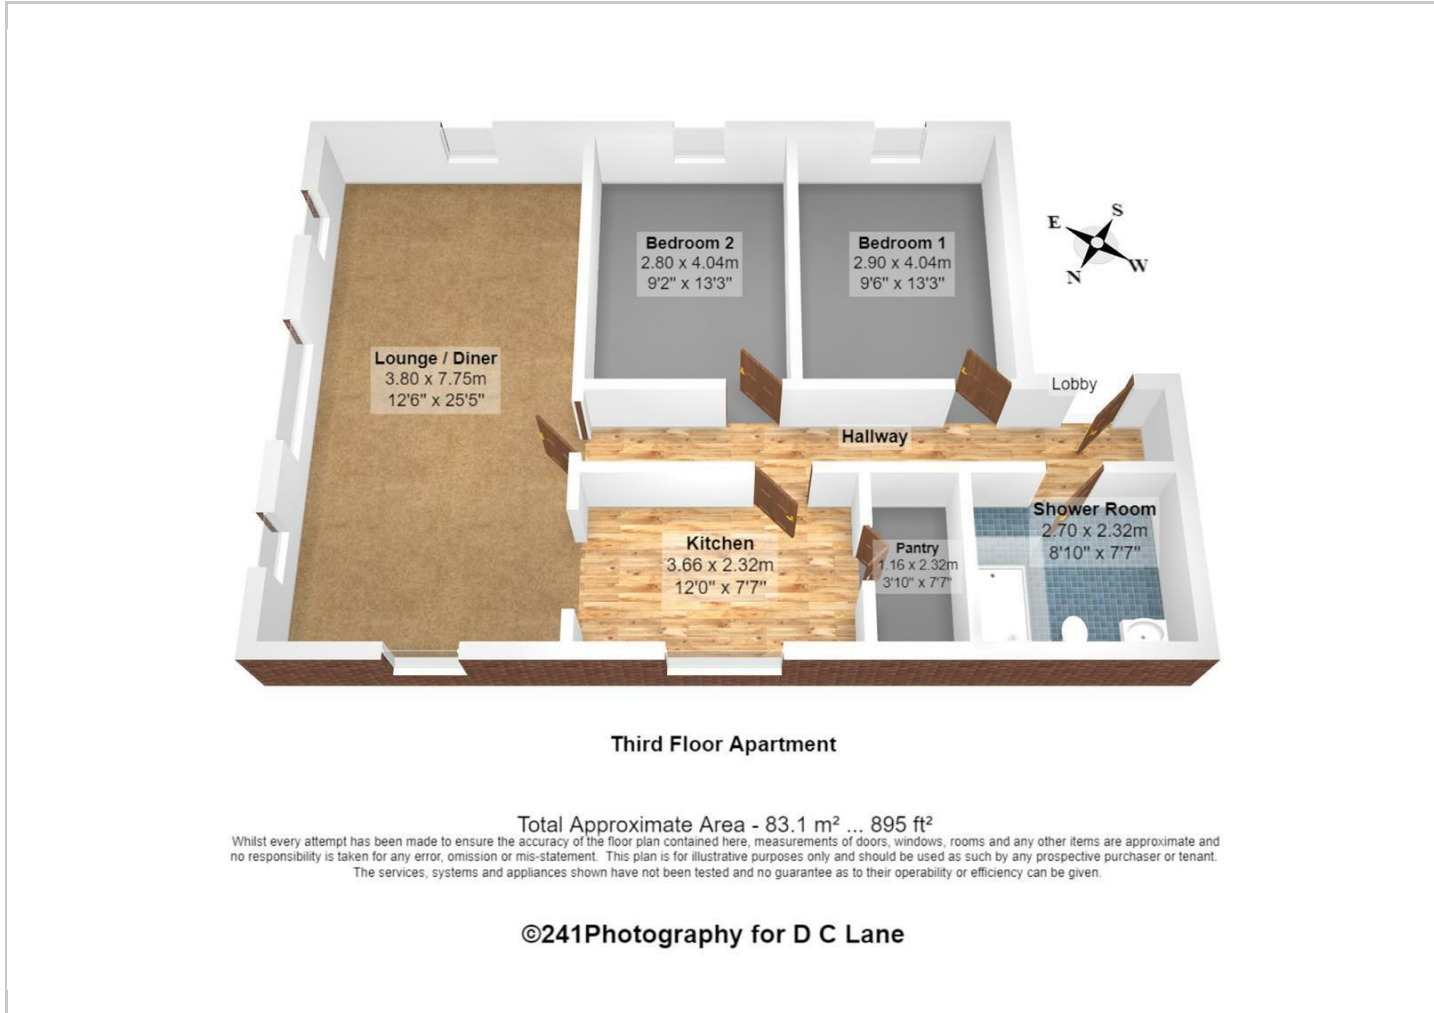 Bedroom 2
2.80 x 4.04m
9'2" x 13'3"
Bedroom 1
2.90 x 4.04m
9'6" x 13'3"
S
E
W
N
Lounge / Diner
3.80 x 7.75m
12'6" x 25'5"
Lobby
Hallway
Kitchen
3.66 x 2.32m
12'0" x 7'7"
Pantry
1.16 x 2.32m
3'10" x 7'7"
Shower Room
2.70 x 2.32m
8'10" x 7'7"
Third Floor Apartment
Total Approximate Area - 83.1 m² ... 895 ft²
Whilst every attempt has been made to ensure the accuracy of the floor plan contained here, measurements of doors, windows, rooms and any other items are approximate and
no responsibility is taken for any error, omission or mis-statement. This plan is for illustrative purposes only and should be used as such by any prospective purchaser or tenant.
The services, systems and appliances shown have not been tested and no guarantee as to their operability or efficiency can be given.
©241Photography for D C Lane